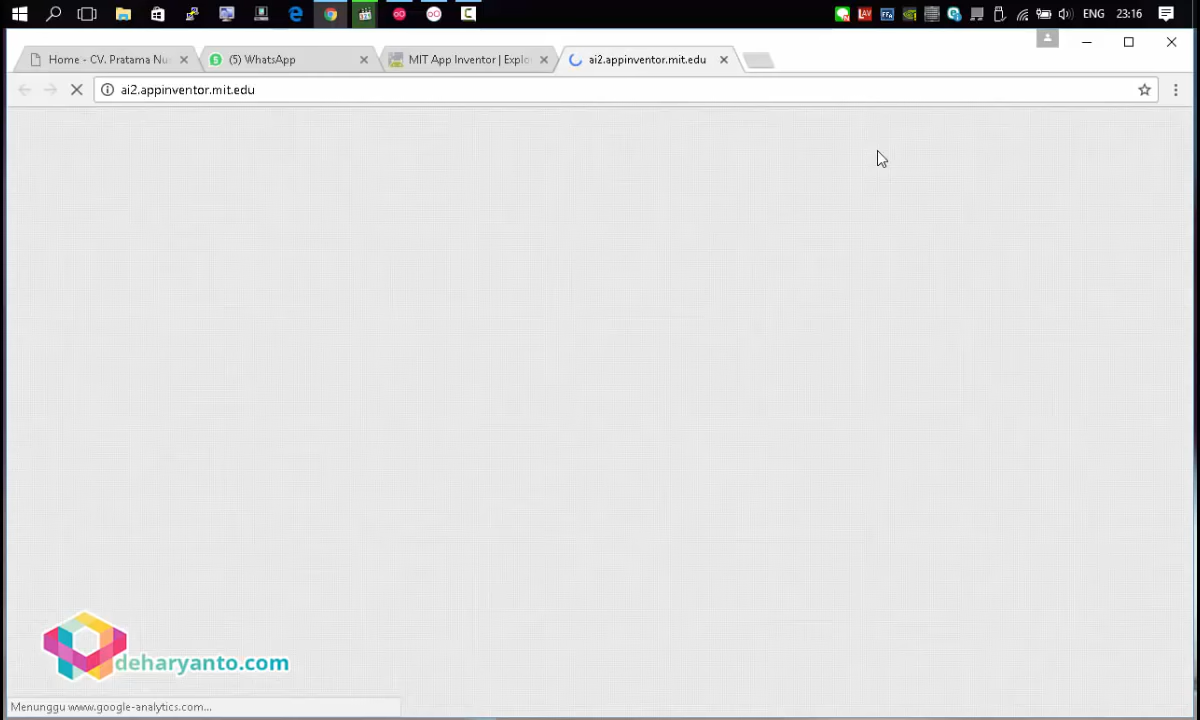 ENG 23:16
Home - CV. Pratama Nu
(5) WhatsApp
MIT App Inventor | Explo
ai2.appinventor.mit.edu
ai2.appinventor.mit.edu
deharyanto.com
Menunggu www.google-analytics.com...